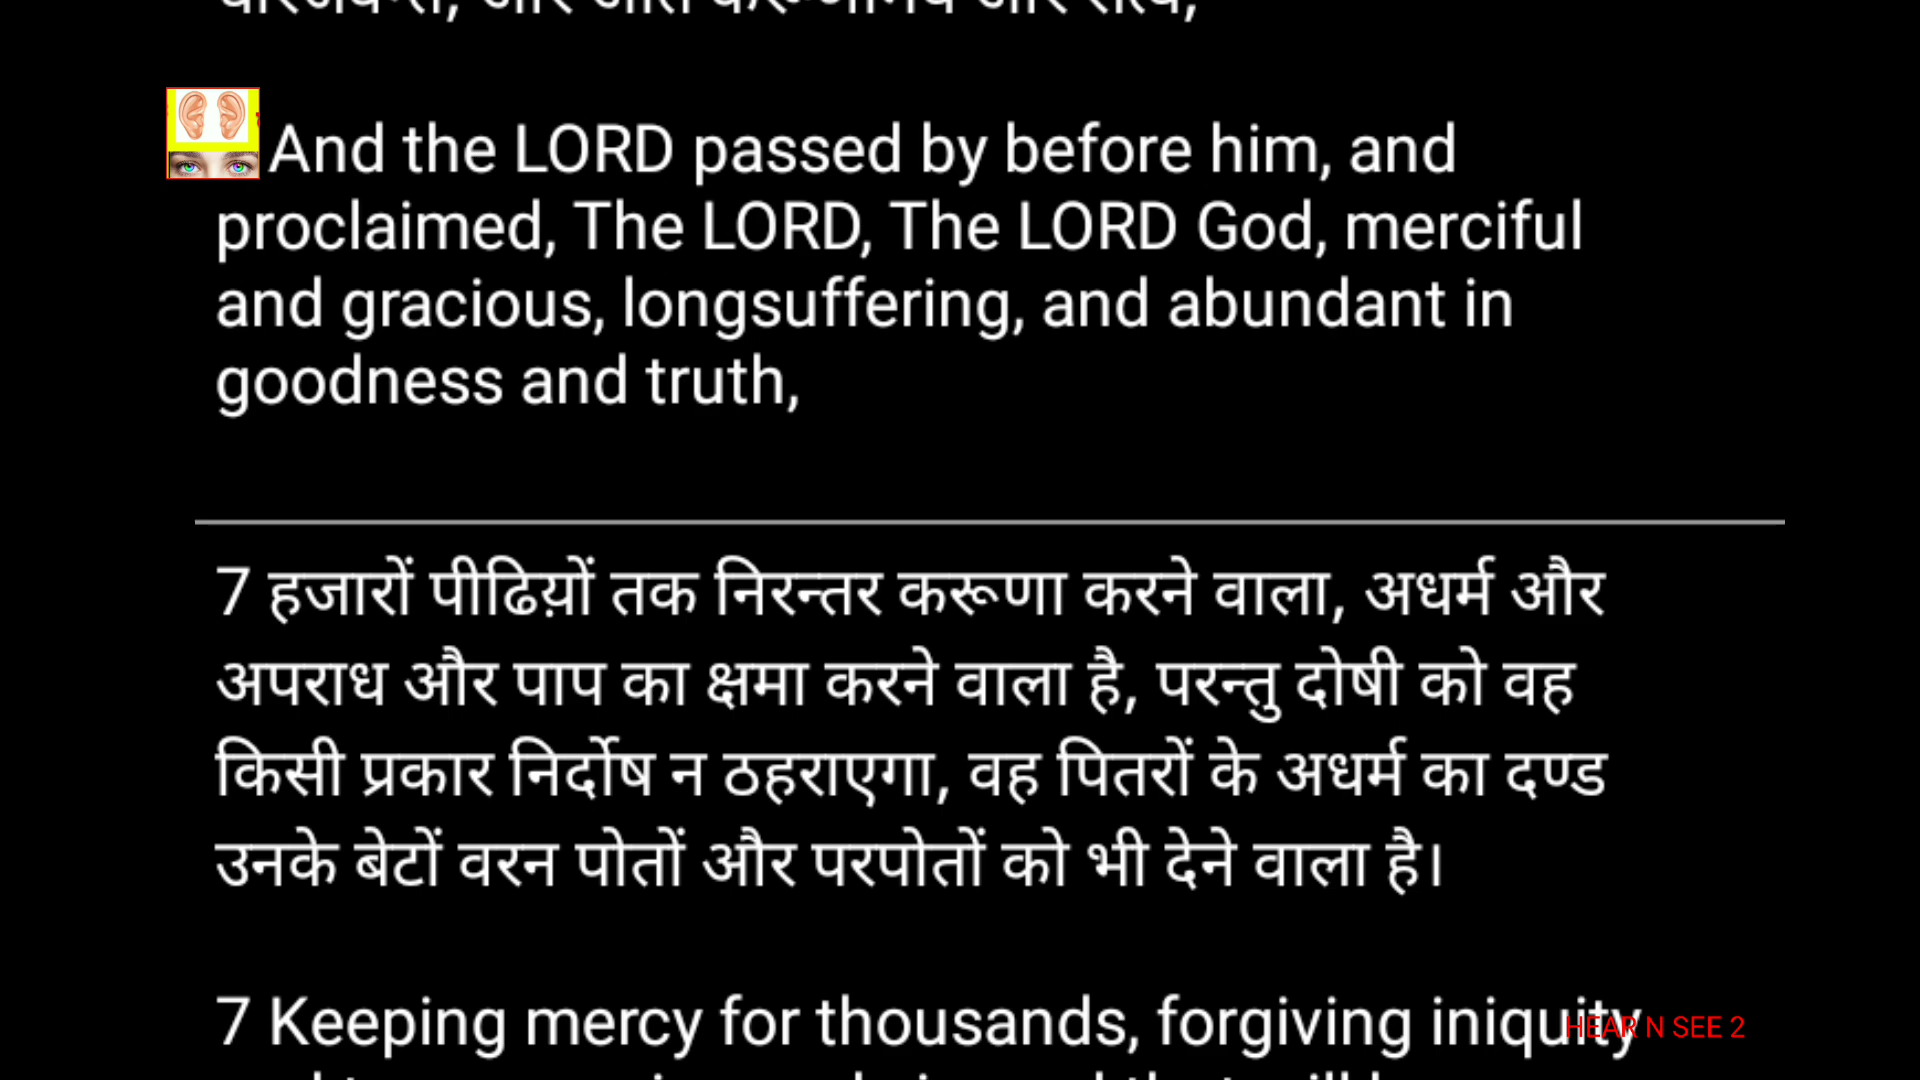 And the LORD passed by before him, and
proclaimed, The LORD, The LORD God, merciful
and gracious, longsuffering, and abundant in
goodness and truth,
7 हजारों पीढिय़ों तक निरन्तर करूणा करने वाला, अधर्म और
अपराध और पाप का क्षमा करने वाला है, परन्तु दोषी को वह
किसी प्रकार निर्दोष न ठहराएगा, वह पितरों के अधर्म का दण्ड
उनके बेटों वरन पोतों और परपोतों को भी देने वाला है।
7 Keeping mercy for thousands, forgiving iniquity
HEAR N SEE 2